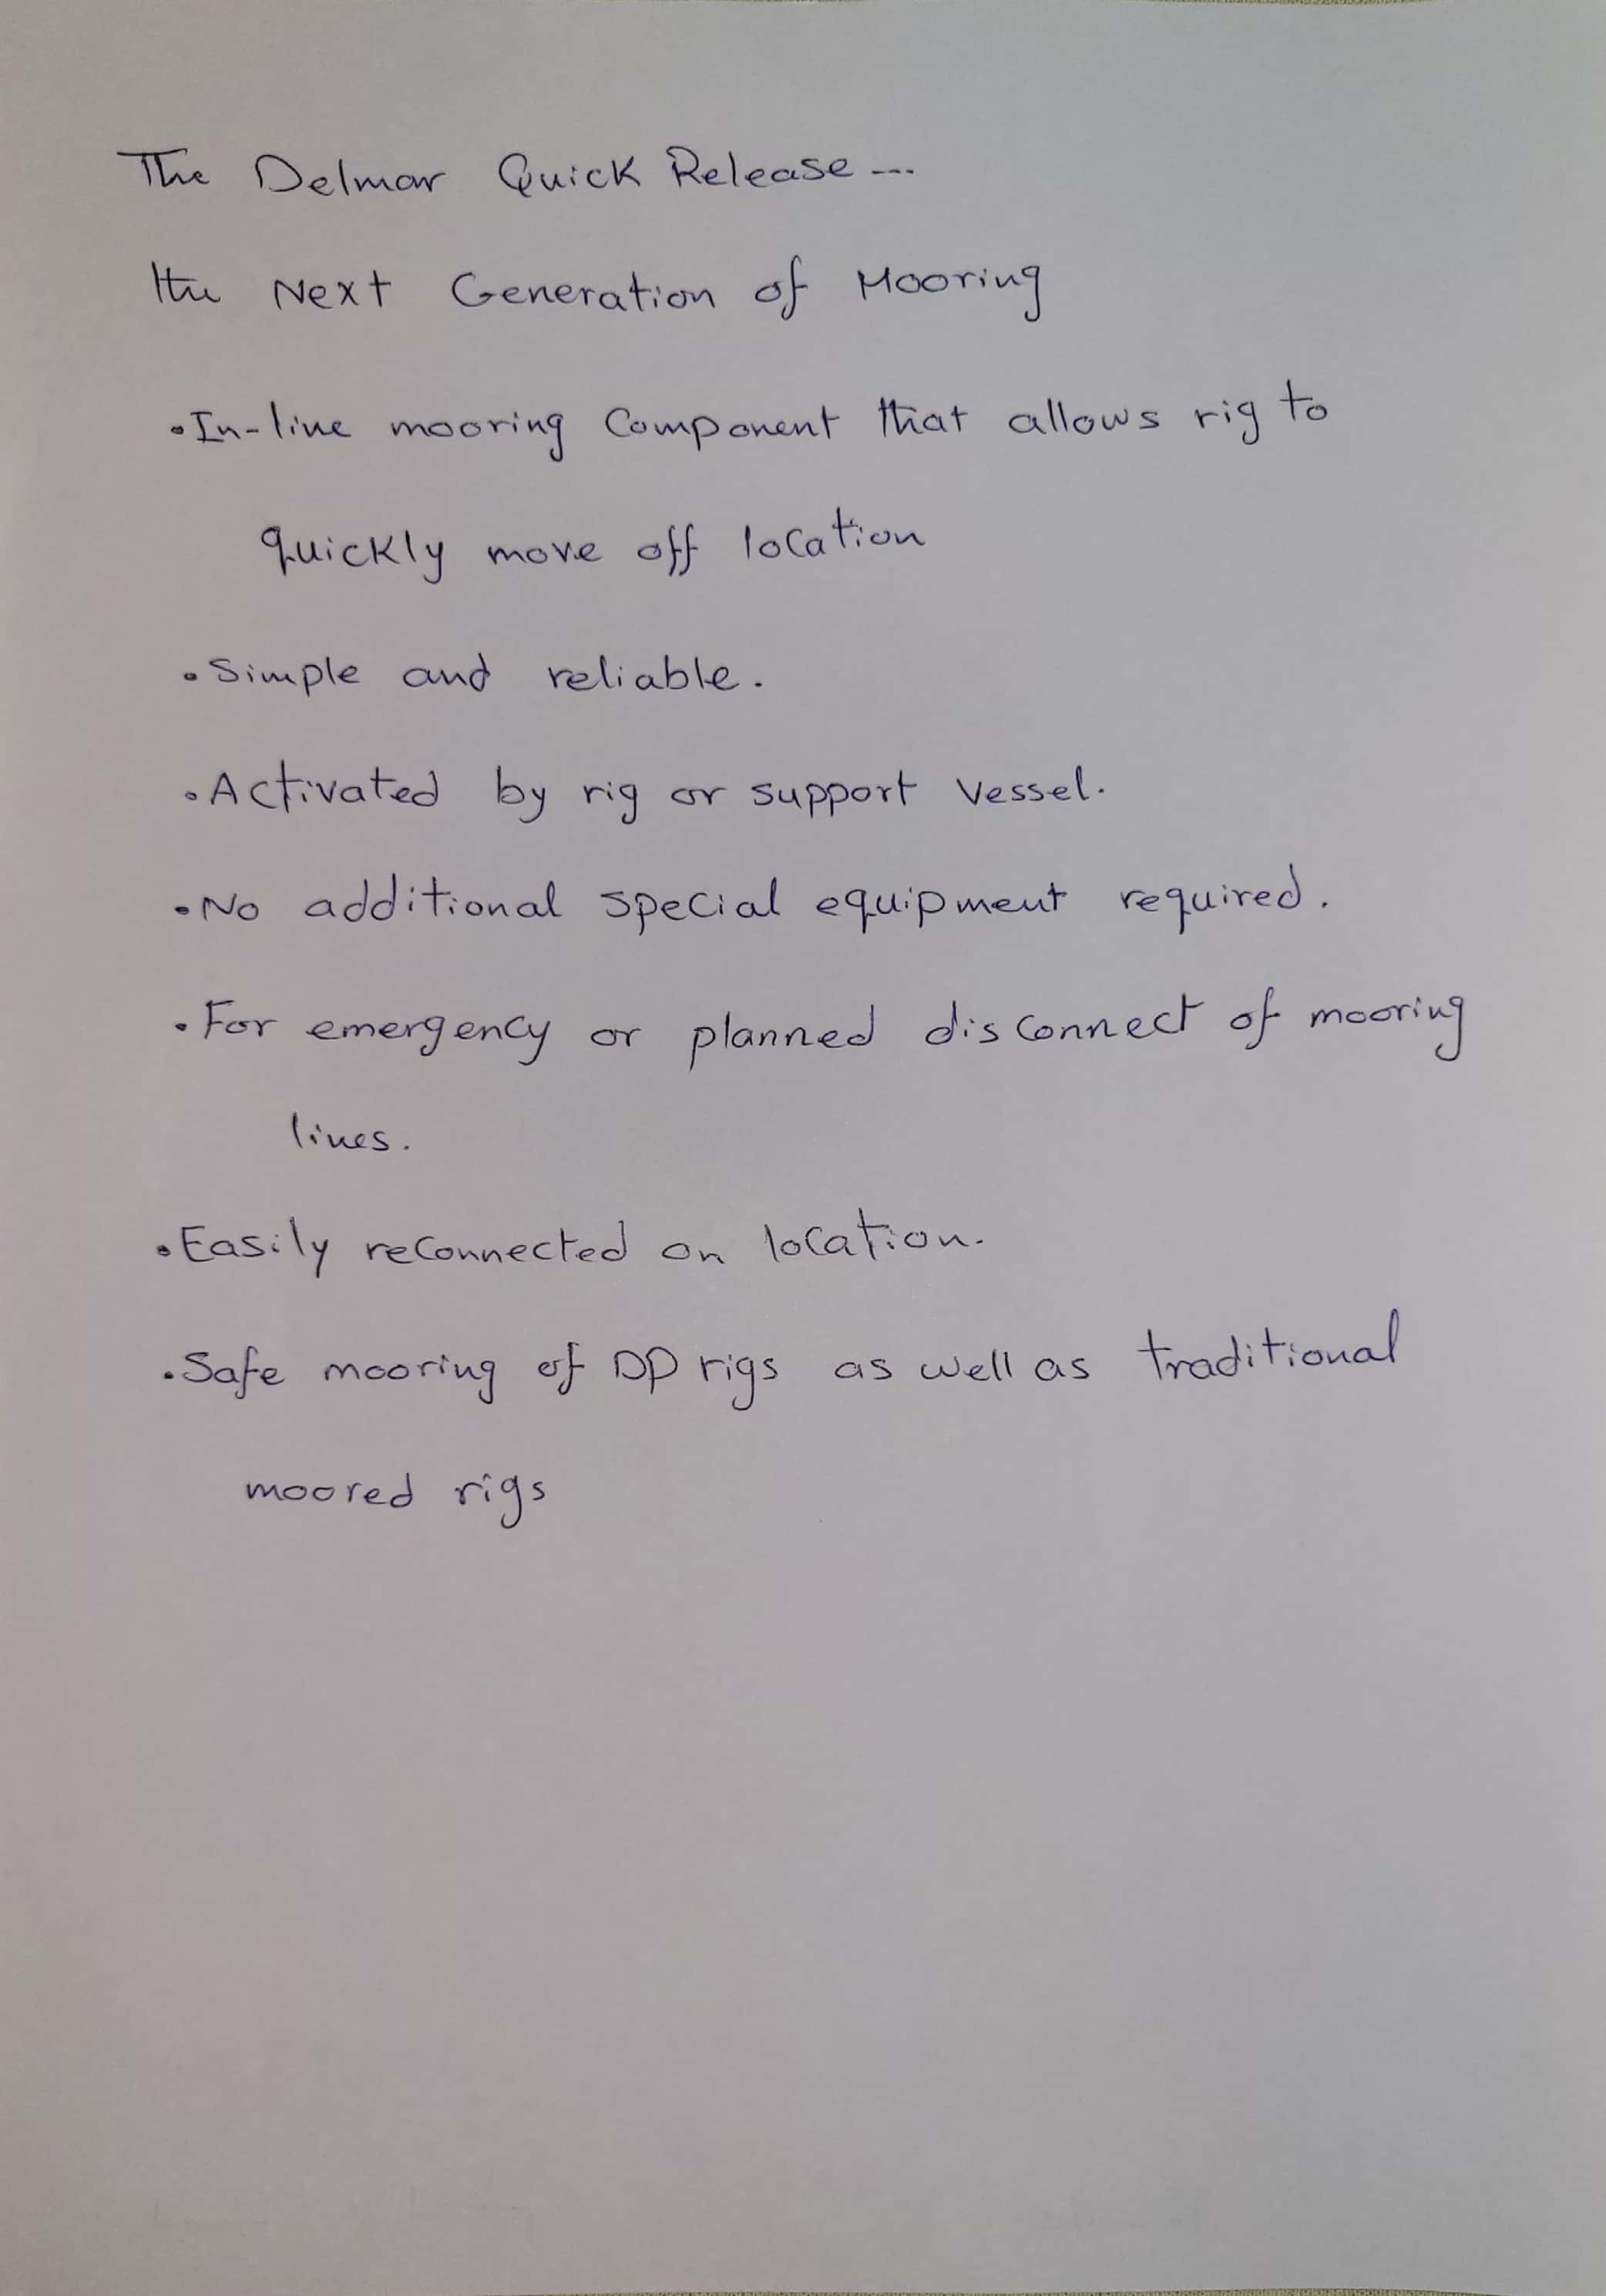 The Delmar Quick Release ...
the Next Generation of Mooring
• In-line mooring Component that allows rig to
quickly move off location
• Simple and reliable.
• Activated by rig or support vessel.
• No additional special equipment required.
• For emergency or planned disconnect of mooring
lines.
• Easily reconnected on location.
• Safe mooring of DP rigs as well as traditional
moored rigs